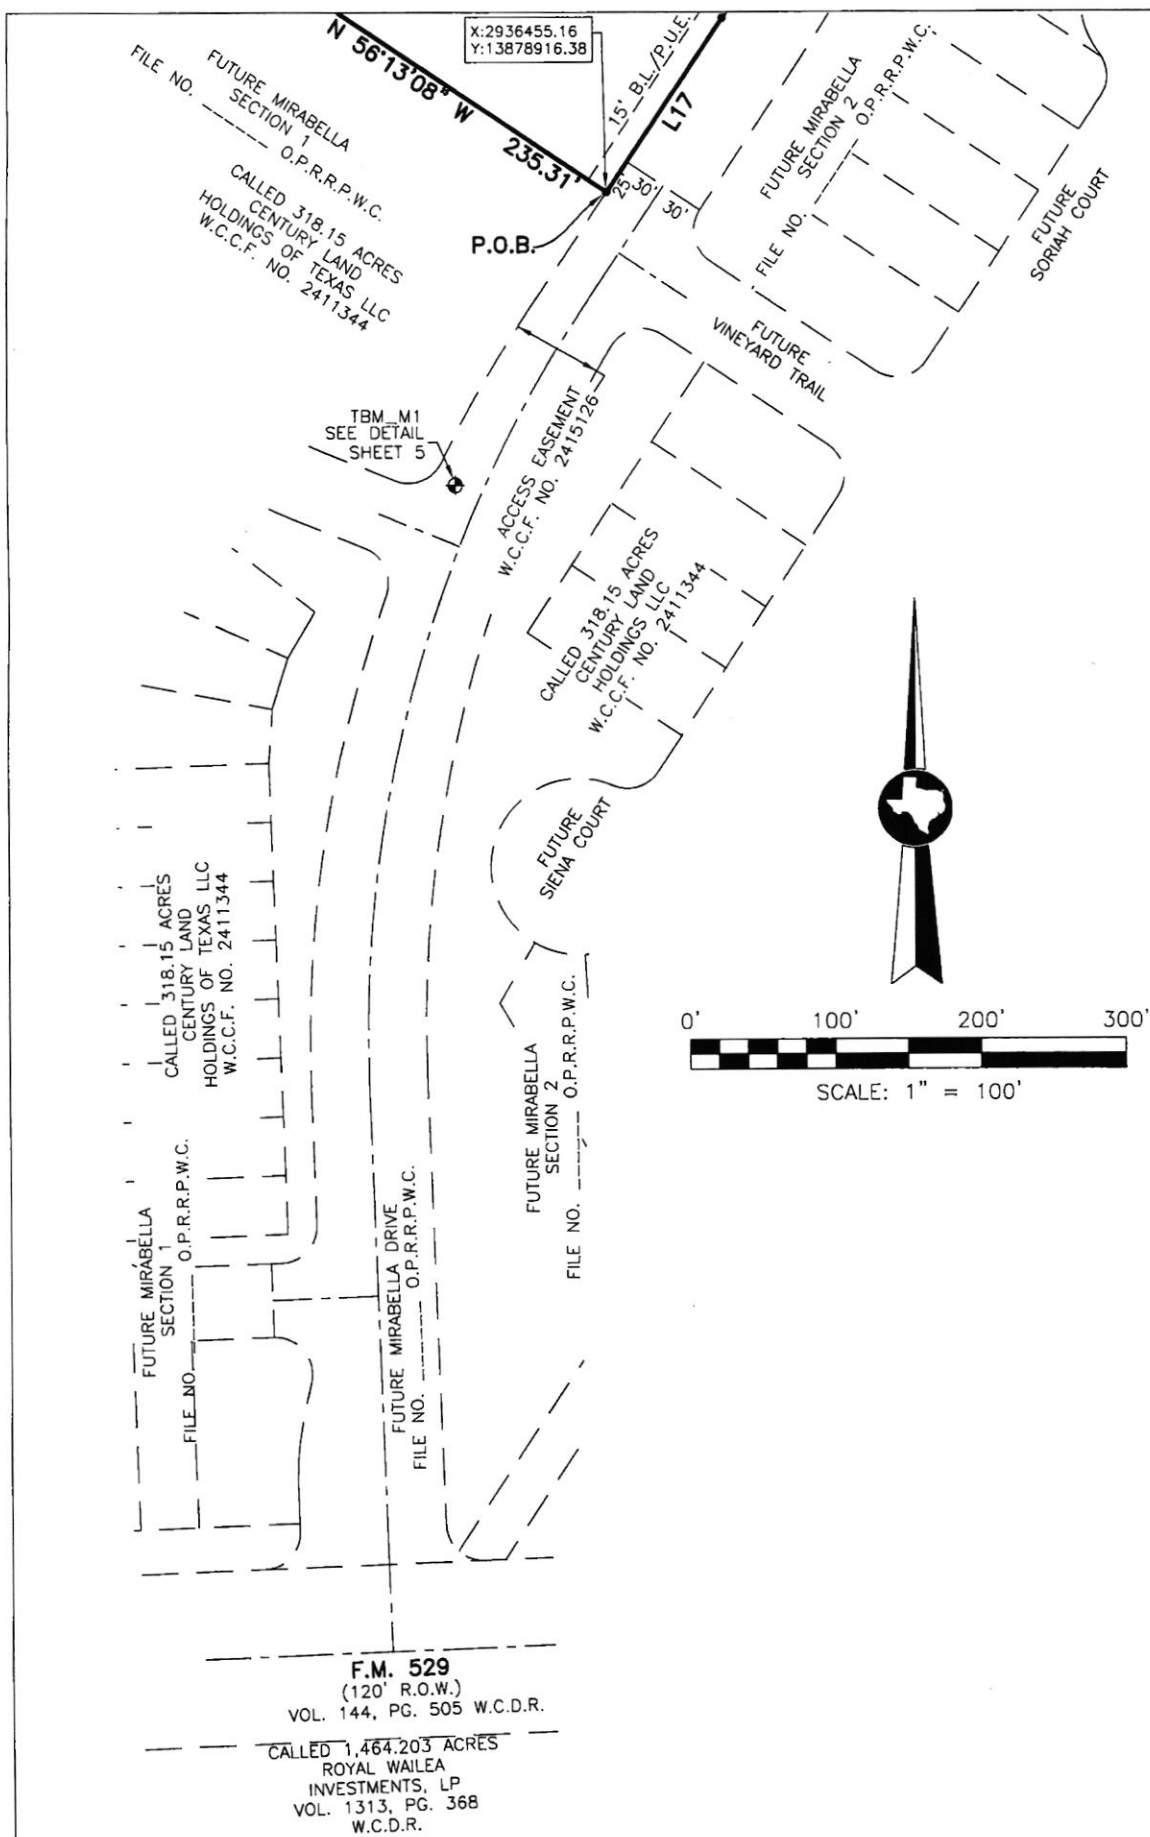 X:2936455.16
Y:13878916.38
N 56°13'08" W 235.31'
15' B.L./P.U.E.
L17
25'
30'
30'
P.O.B.
FUTURE MIRABELLA
SECTION 1
FILE NO. _______ O.P.R.R.P.W.C.
CALLED 318.15 ACRES
CENTURY LAND
HOLDINGS OF TEXAS LLC
W.C.C.F. NO. 2411344
FUTURE MIRABELLA
SECTION 2
FILE NO. _______ O.P.R.R.P.W.C.
FUTURE
SORIAH COURT
FUTURE
VINEYARD TRAIL
TBM_M1
SEE DETAIL
SHEET 5
ACCESS EASEMENT
W.C.C.F. NO. 2415126
CALLED 318.15 ACRES
CENTURY LAND
HOLDINGS LLC
W.C.C.F. NO. 2411344
FUTURE
SIENA COURT
CALLED 318.15 ACRES
CENTURY LAND
HOLDINGS OF TEXAS LLC
W.C.C.F. NO. 2411344
FUTURE MIRABELLA
SECTION 2
FILE NO. _______ O.P.R.R.P.W.C.
0' 100' 200' 300'
SCALE: 1" = 100'
FUTURE MIRABELLA
SECTION 1
FILE NO. _______ O.P.R.R.P.W.C.
FUTURE MIRABELLA DRIVE
FILE NO. _______ O.P.R.R.P.W.C.
F.M. 529
(120' R.O.W.)
VOL. 144, PG. 505 W.C.D.R.
CALLED 1,464.203 ACRES
ROYAL WAILEA
INVESTMENTS, LP
VOL. 1313, PG. 368
W.C.D.R.